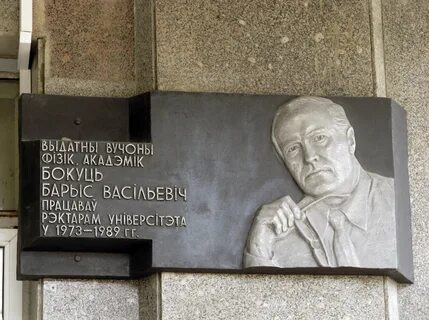 ВЫДАТНЫ ВУЧОНЫ
ФІЗІК, АКАДЭМІК
БОКУЦЬ
БАРЫС ВАСІЛЬЕВІЧ
ПРАЦАВАЎ
РЭКТАРАМ УНІВЕРСІТЭТА
У 1973–1989 ГГ.